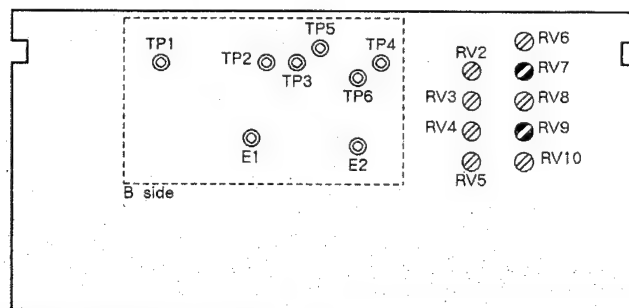 TP1
TP2
TP3
TP5
TP4
TP6
E1
E2
B side
RV2
RV3
RV4
RV5
RV6
RV7
RV8
RV9
RV10